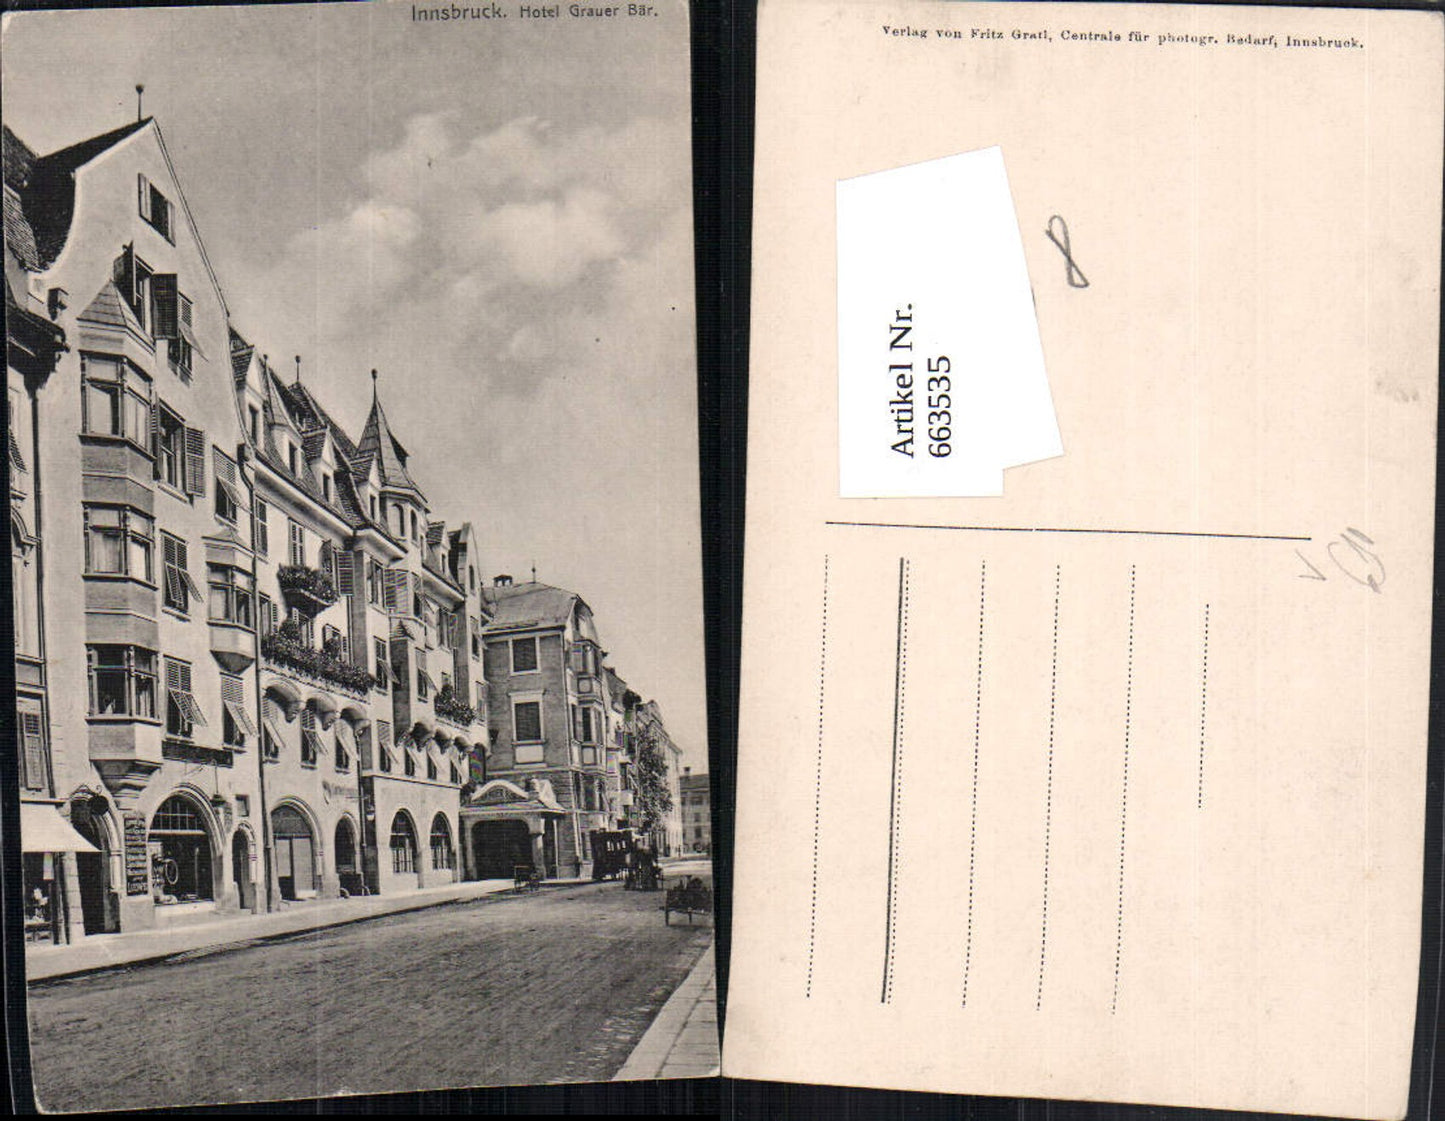 Innsbruck. Hotel Grauer Bär.
Verlag von Fritz Gratl, Centrale für photogr. Bedarf, Innsbruck.
Artikel Nr.
663535
8